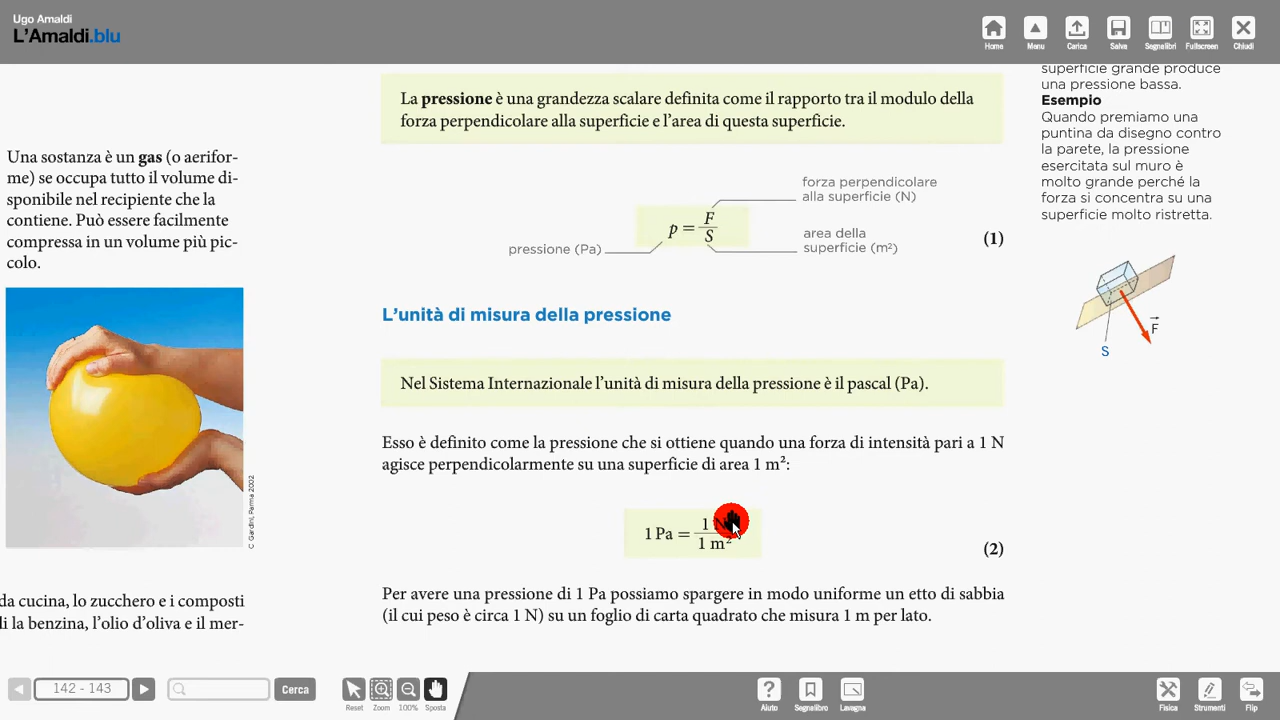 Ugo Amaldi
L'Amaldi.blu
Home
Menu
Carica
Salva
Segnalibri
Fullscreen
Chiudi
Una sostanza è un gas (o aerifor-
me) se occupa tutto il volume di-
sponibile nel recipiente che la
contiene. Può essere facilmente
compressa in un volume più pic-
colo.
C. Gardini, Parma 2002
da cucina, lo zucchero e i composti
li la benzina, l'olio d'oliva e il mer-
La pressione è una grandezza scalare definita come il rapporto tra il modulo della
forza perpendicolare alla superficie e l'area di questa superficie.
forza perpendicolare
alla superficie (N)
p = F/S
pressione (Pa)
area della
superficie (m²)
(1)
L'unità di misura della pressione
Nel Sistema Internazionale l'unità di misura della pressione è il pascal (Pa).
Esso è definito come la pressione che si ottiene quando una forza di intensità pari a 1 N
agisce perpendicolarmente su una superficie di area 1 m²:
1 Pa = 1 N/1 m²
(2)
Per avere una pressione di 1 Pa possiamo spargere in modo uniforme un etto di sabbia
(il cui peso è circa 1 N) su un foglio di carta quadrato che misura 1 m per lato.
superficie grande produce
una pressione bassa.
Esempio
Quando premiamo una
puntina da disegno contro
la parete, la pressione
esercitata sul muro è
molto grande perché la
forza si concentra su una
superficie molto ristretta.
F
S
142 - 143
Cerca
Reset
Zoom
100%
Sposta
Aiuto
Segnalibro
Lavagna
Fisica
Strumenti
Flip